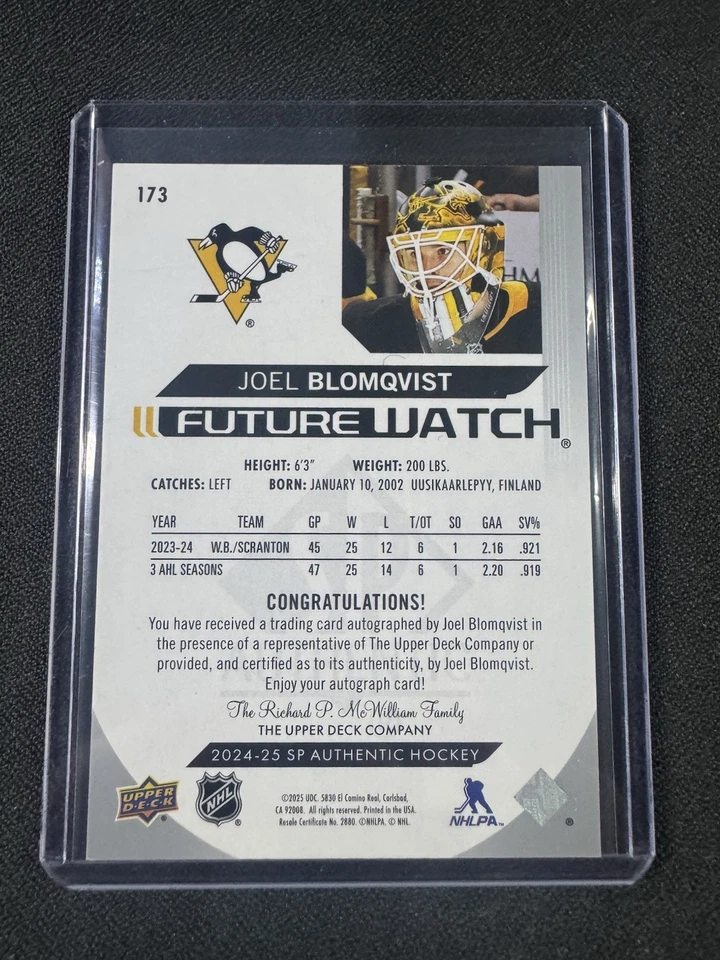 173
HM
®
JOEL BLOMQVIST
FUTURE WATCH®
HEIGHT: 6'3" WEIGHT: 200 LBS.
CATCHES: LEFT BORN: JANUARY 10, 2002 UUSIKAARLEPYY, FINLAND
YEAR TEAM GP W L T/OT SO GAA SV%
2023-24 W.B./SCRANTON 45 25 12 6 1 2.16 .921
3 AHL SEASONS 47 25 14 6 1 2.20 .919
CONGRATULATIONS!
You have received a trading card autographed by Joel Blomqvist in
the presence of a representative of The Upper Deck Company or
provided, and certified as to its authenticity, by Joel Blomqvist.
Enjoy your autograph card!
The Richard P. McWilliam Family
THE UPPER DECK COMPANY
2024-25 SP AUTHENTIC HOCKEY
UPPER DECK®
NHL®
©2025 UDC. 5830 El Camino Real, Carlsbad,
CA 92008. All rights reserved. Printed in the USA.
Resale Certificate No. 2880. ©NHLPA. © NHL.
NHLPA™
®